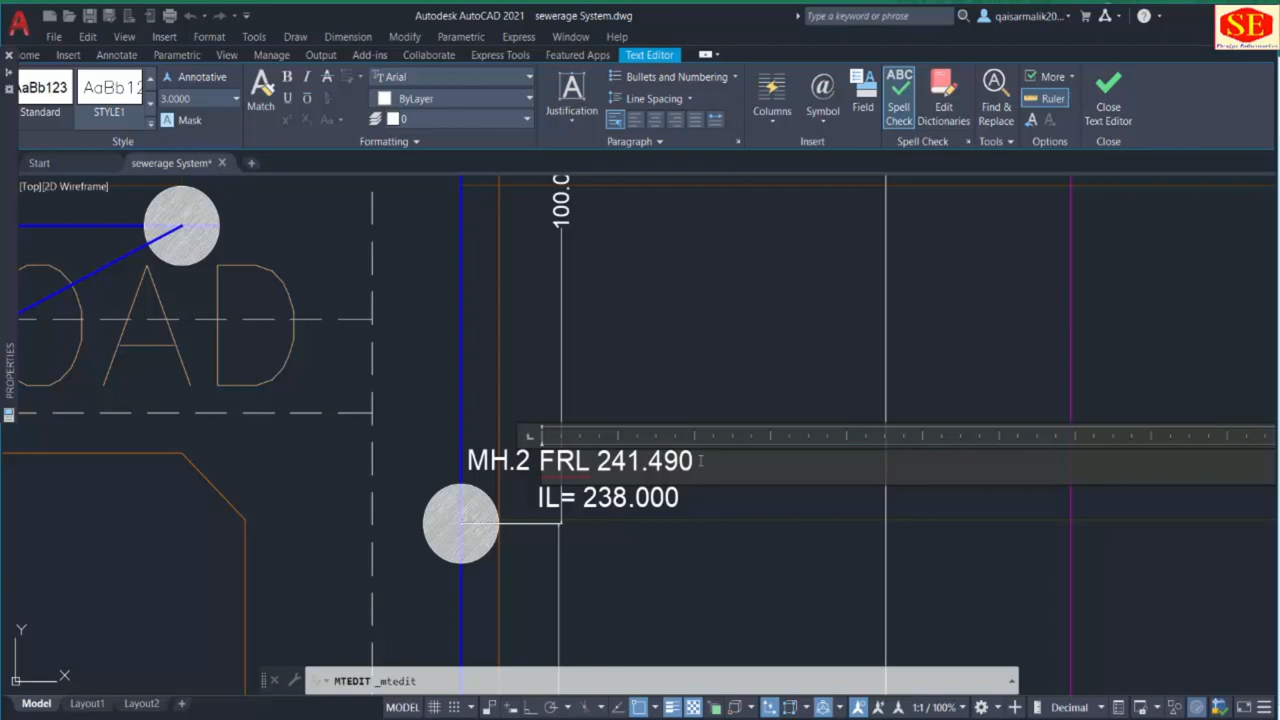 Autodesk AutoCAD 2021 sewerage System.dwg
Type a keyword or phrase
qaisarmalik20...
SE
File Edit View Insert Format Tools Draw Dimension Modify Parametric Express Window Help
ome Insert Annotate Parametric View Manage Output Add-ins Collaborate Express Tools Featured Apps Text Editor
AaBb123 AaBb12
Standard STYLE1
Annotative
3.0000
Mask
Style
Match
B I A
U O
Arial
ByLayer
0
Formatting
Justification
Bullets and Numbering
Line Spacing
Paragraph
Columns
@
Symbol
Field
Insert
ABC
Spell
Check
Edit
Dictionaries
Spell Check
Find &
Replace
Tools
More
Ruler
Options
Close
Text Editor
Close
Start sewerage System*
[Top][2D Wireframe]
100.0
OAD
PROPERTIES
MH.2 FRL 241.490
IL= 238.000
Y
X
MTEDIT _mtedit
Model Layout1 Layout2
MODEL
1:1 / 100%
Decimal